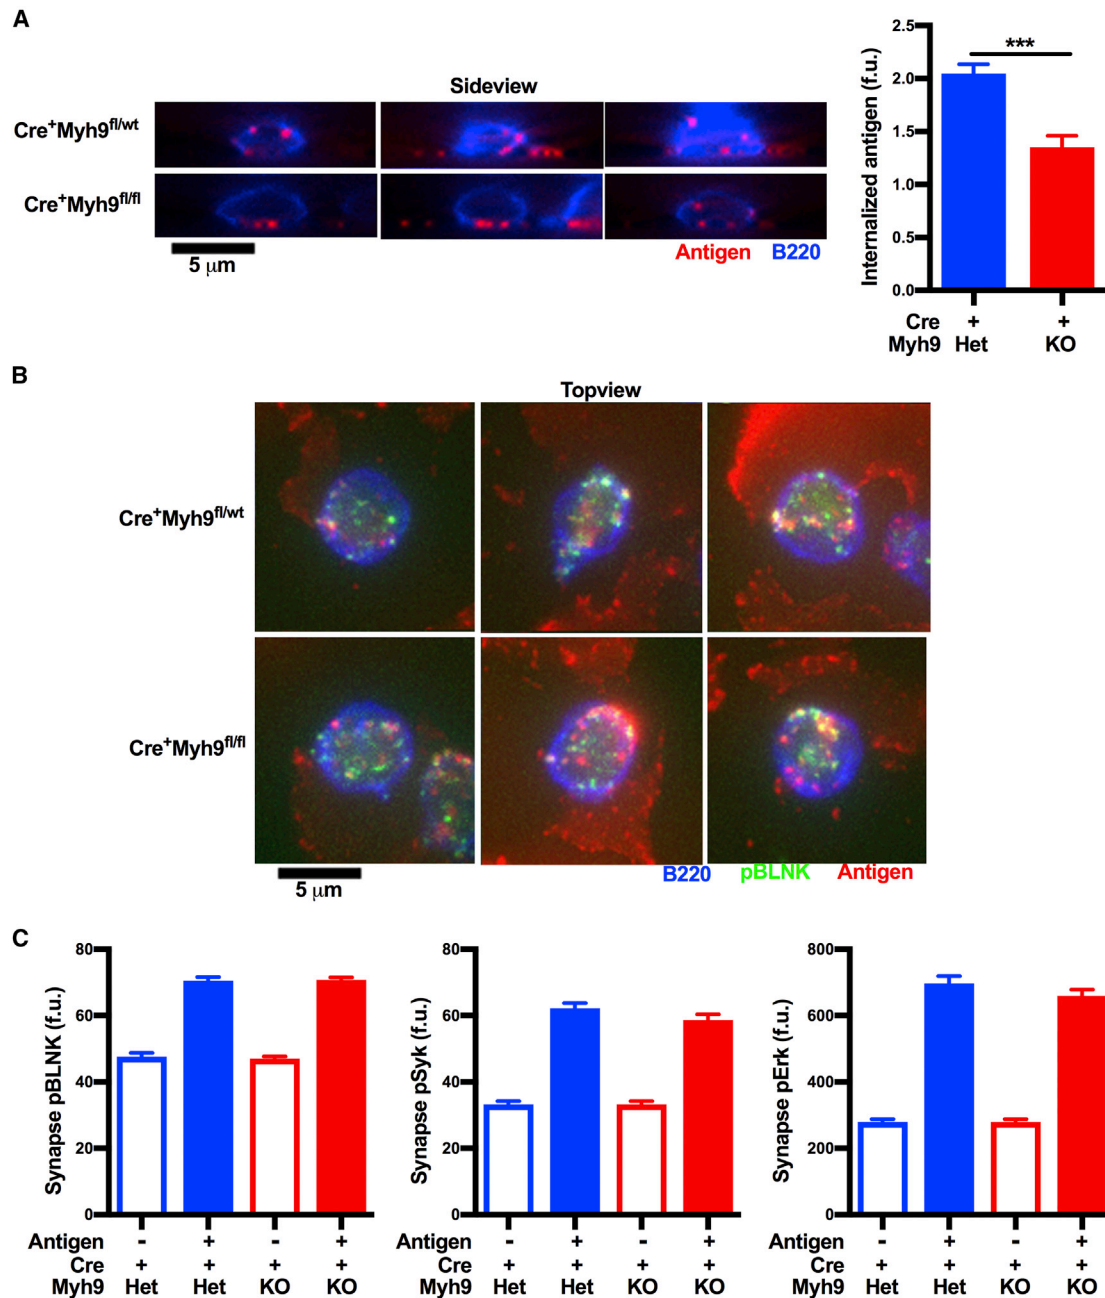 A
Sideview
Cre⁺Myh9fl/wt
Cre⁺Myh9fl/fl
Antigen B220
5 μm
Internalized antigen (f.u.)
2.5
2.0
1.5
1.0
0.5
0.0
***
Cre + +
Myh9 Het KO
B
Topview
Cre⁺Myh9fl/wt
Cre⁺Myh9fl/fl
B220 pBLNK Antigen
5 μm
C
Synapse pBLNK (f.u.)
80
60
40
20
0
Antigen - + - +
Cre + + + +
Myh9 Het Het KO KO
Synapse pSyk (f.u.)
80
60
40
20
0
Antigen - + - +
Cre + + + +
Myh9 Het Het KO KO
Synapse pErk (f.u.)
800
600
400
200
0
Antigen - + - +
Cre + + + +
Myh9 Het Het KO KO